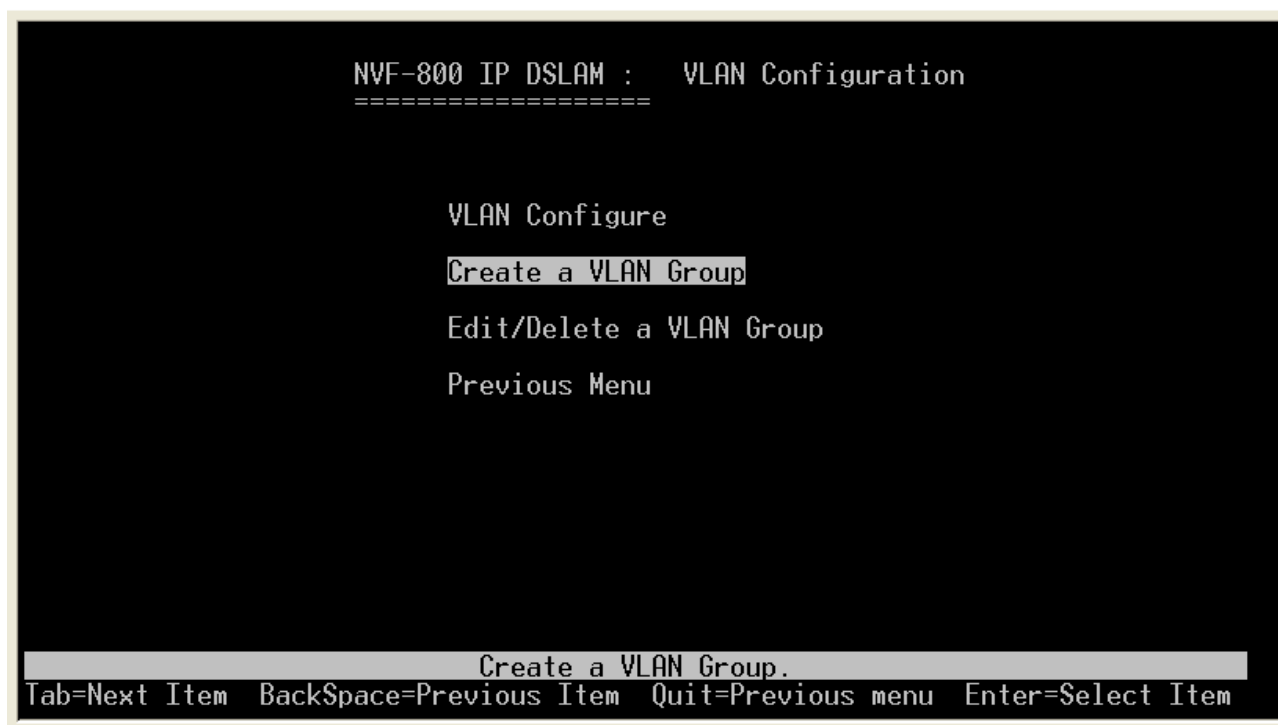 NVF-800 IP DSLAM :   VLAN Configuration
===================
VLAN Configure
Create a VLAN Group
Edit/Delete a VLAN Group
Previous Menu
Create a VLAN Group.
Tab=Next Item  BackSpace=Previous Item  Quit=Previous menu  Enter=Select Item